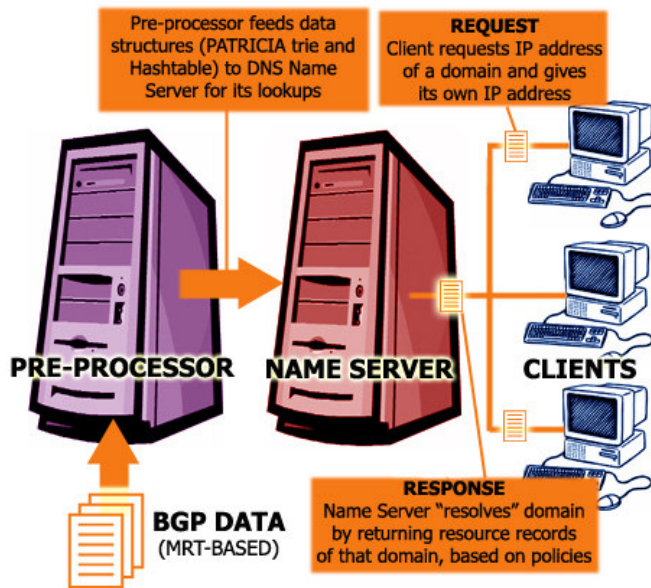 Pre-processor feeds data
structures (PATRICIA trie and
Hashtable) to DNS Name
Server for its lookups
REQUEST
Client requests IP address
of a domain and gives
its own IP address
PRE-PROCESSOR
NAME SERVER
CLIENTS
BGP DATA
(MRT-BASED)
RESPONSE
Name Server “resolves” domain
by returning resource records
of that domain, based on policies